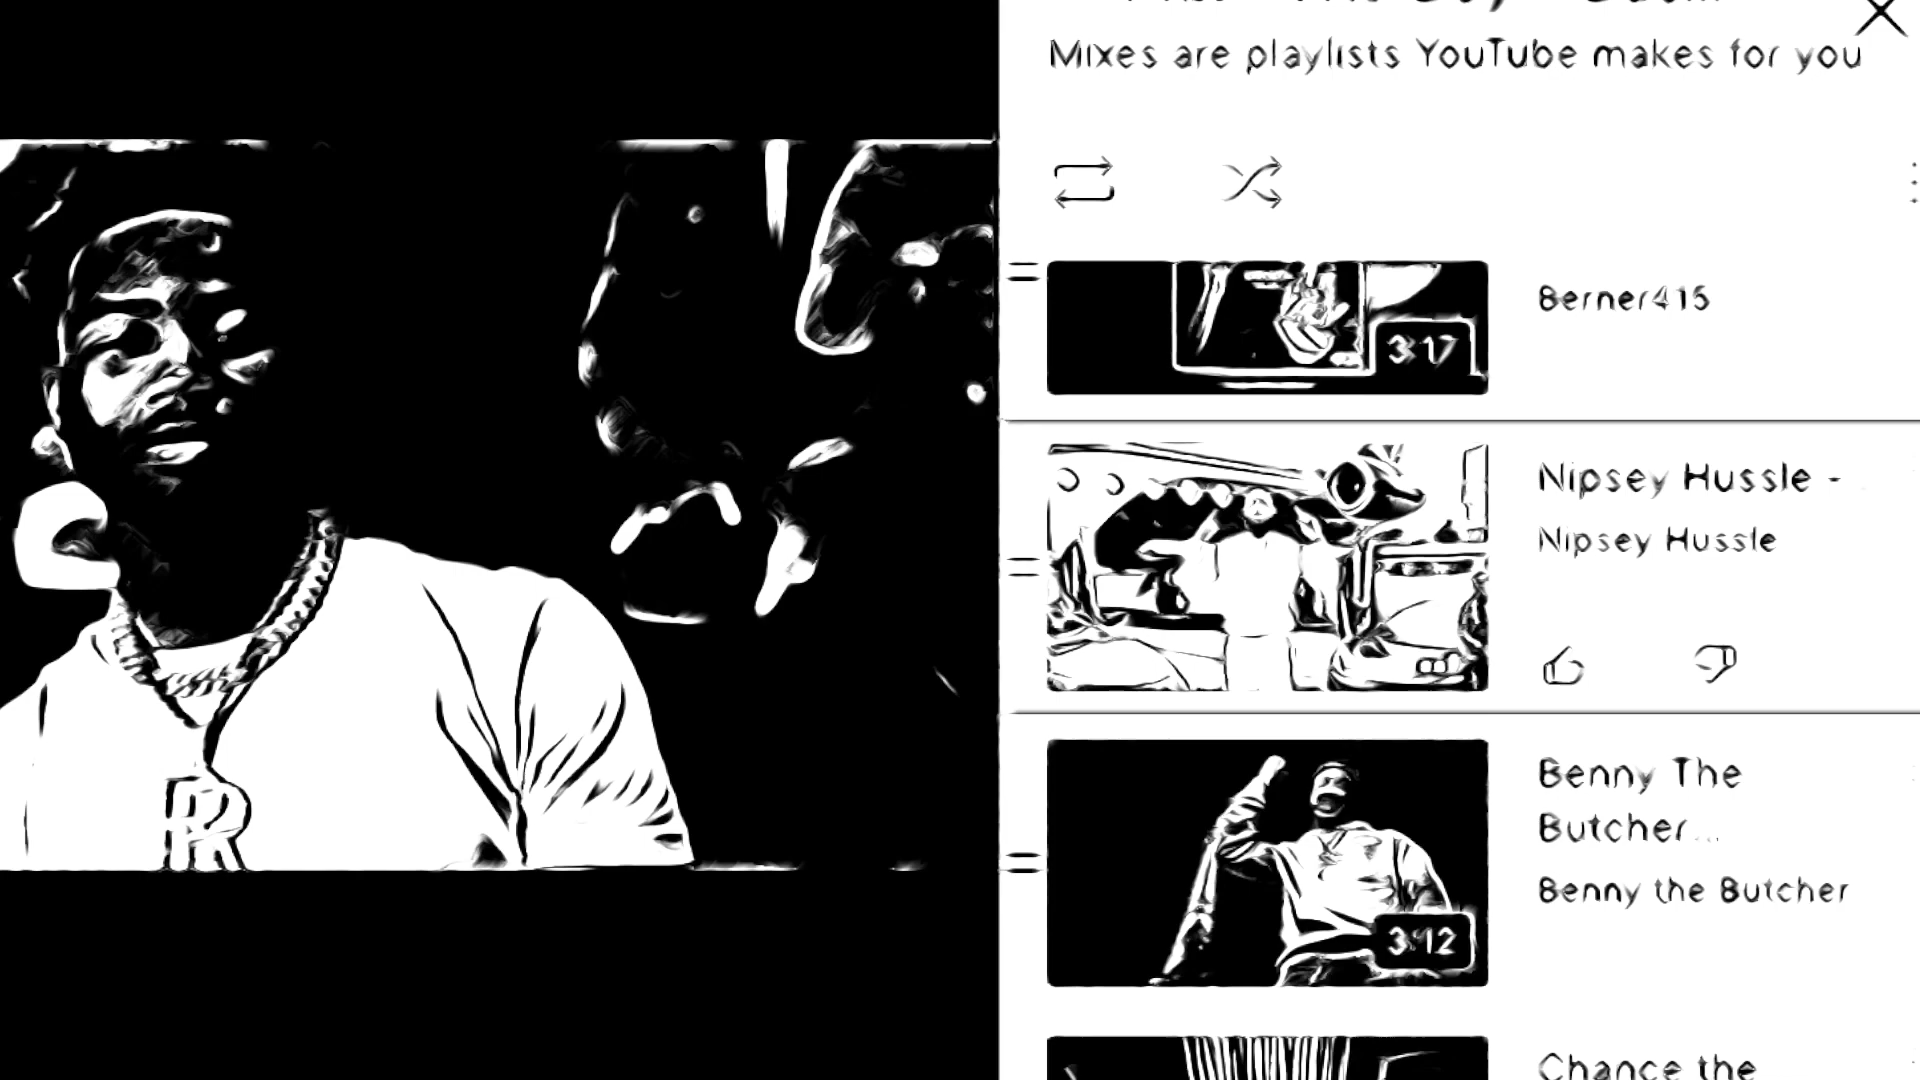 Mixes are playlists YouTube makes for you
3:17
Berner415
Nipsey Hussle -
Nipsey Hussle
Benny The
Butcher...
Benny the Butcher
3:12
Chance the
R